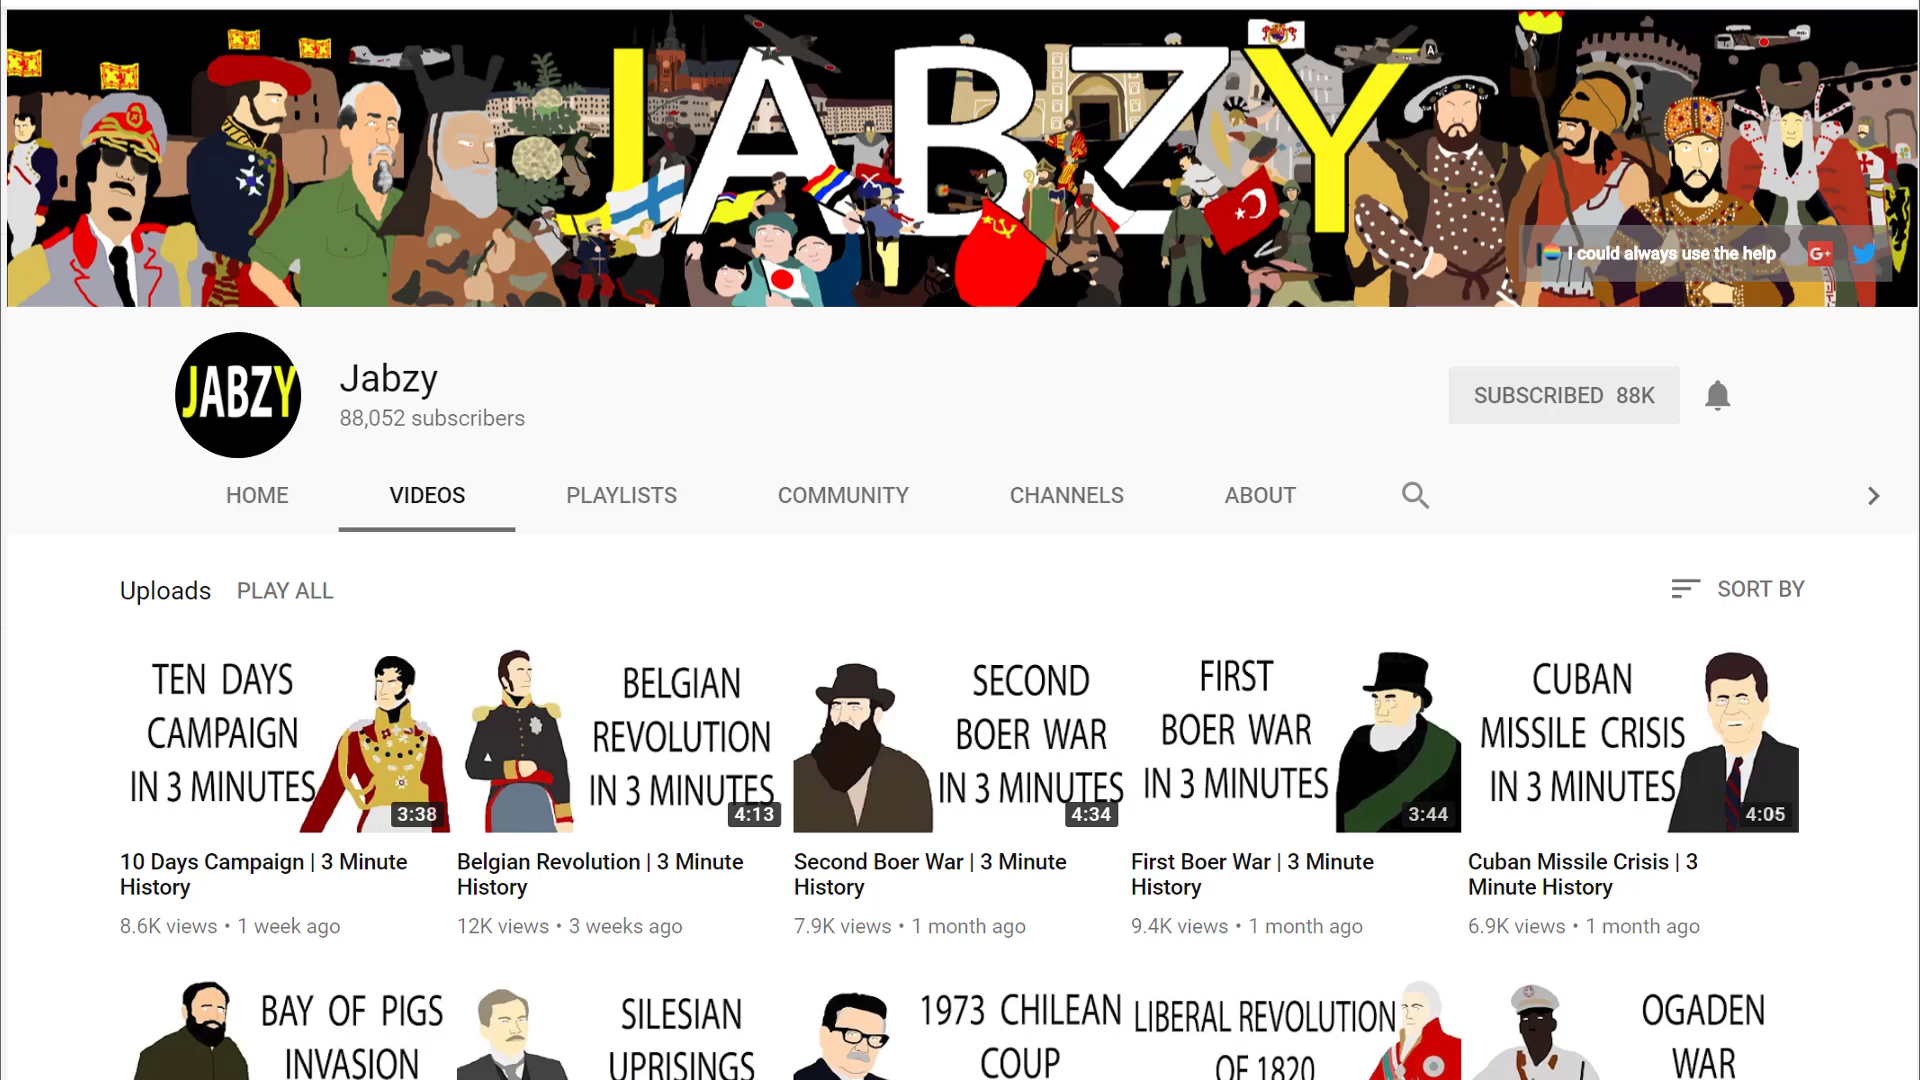 JABZY
A
I could always use the help
G+
JABZY
Jabzy
88,052 subscribers
SUBSCRIBED 88K
HOME VIDEOS PLAYLISTS COMMUNITY CHANNELS ABOUT
Uploads PLAY ALL
SORT BY
TEN DAYS
CAMPAIGN
IN 3 MINUTES
3:38
BELGIAN
REVOLUTION
IN 3 MINUTES
4:13
SECOND
BOER WAR
IN 3 MINUTES
4:34
FIRST
BOER WAR
IN 3 MINUTES
3:44
CUBAN
MISSILE CRISIS
IN 3 MINUTES
4:05
10 Days Campaign | 3 Minute
History
8.6K views • 1 week ago
Belgian Revolution | 3 Minute
History
12K views • 3 weeks ago
Second Boer War | 3 Minute
History
7.9K views • 1 month ago
First Boer War | 3 Minute
History
9.4K views • 1 month ago
Cuban Missile Crisis | 3
Minute History
6.9K views • 1 month ago
BAY OF PIGS
INVASION
SILESIAN
UPRISINGS
1973 CHILEAN
COUP
LIBERAL REVOLUTION
OF 1820
OGADEN
WAR